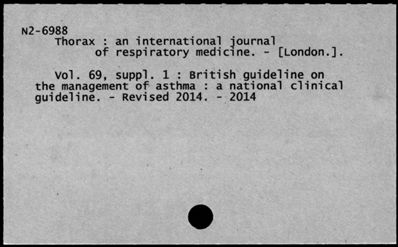 N2-6988
Thorax : an international journal
of respiratory medicine. - [London.].
Vol. 69, suppl. 1 : British guideline on
the management of asthma : a national clinical
guideline. - Revised 2014. - 2014